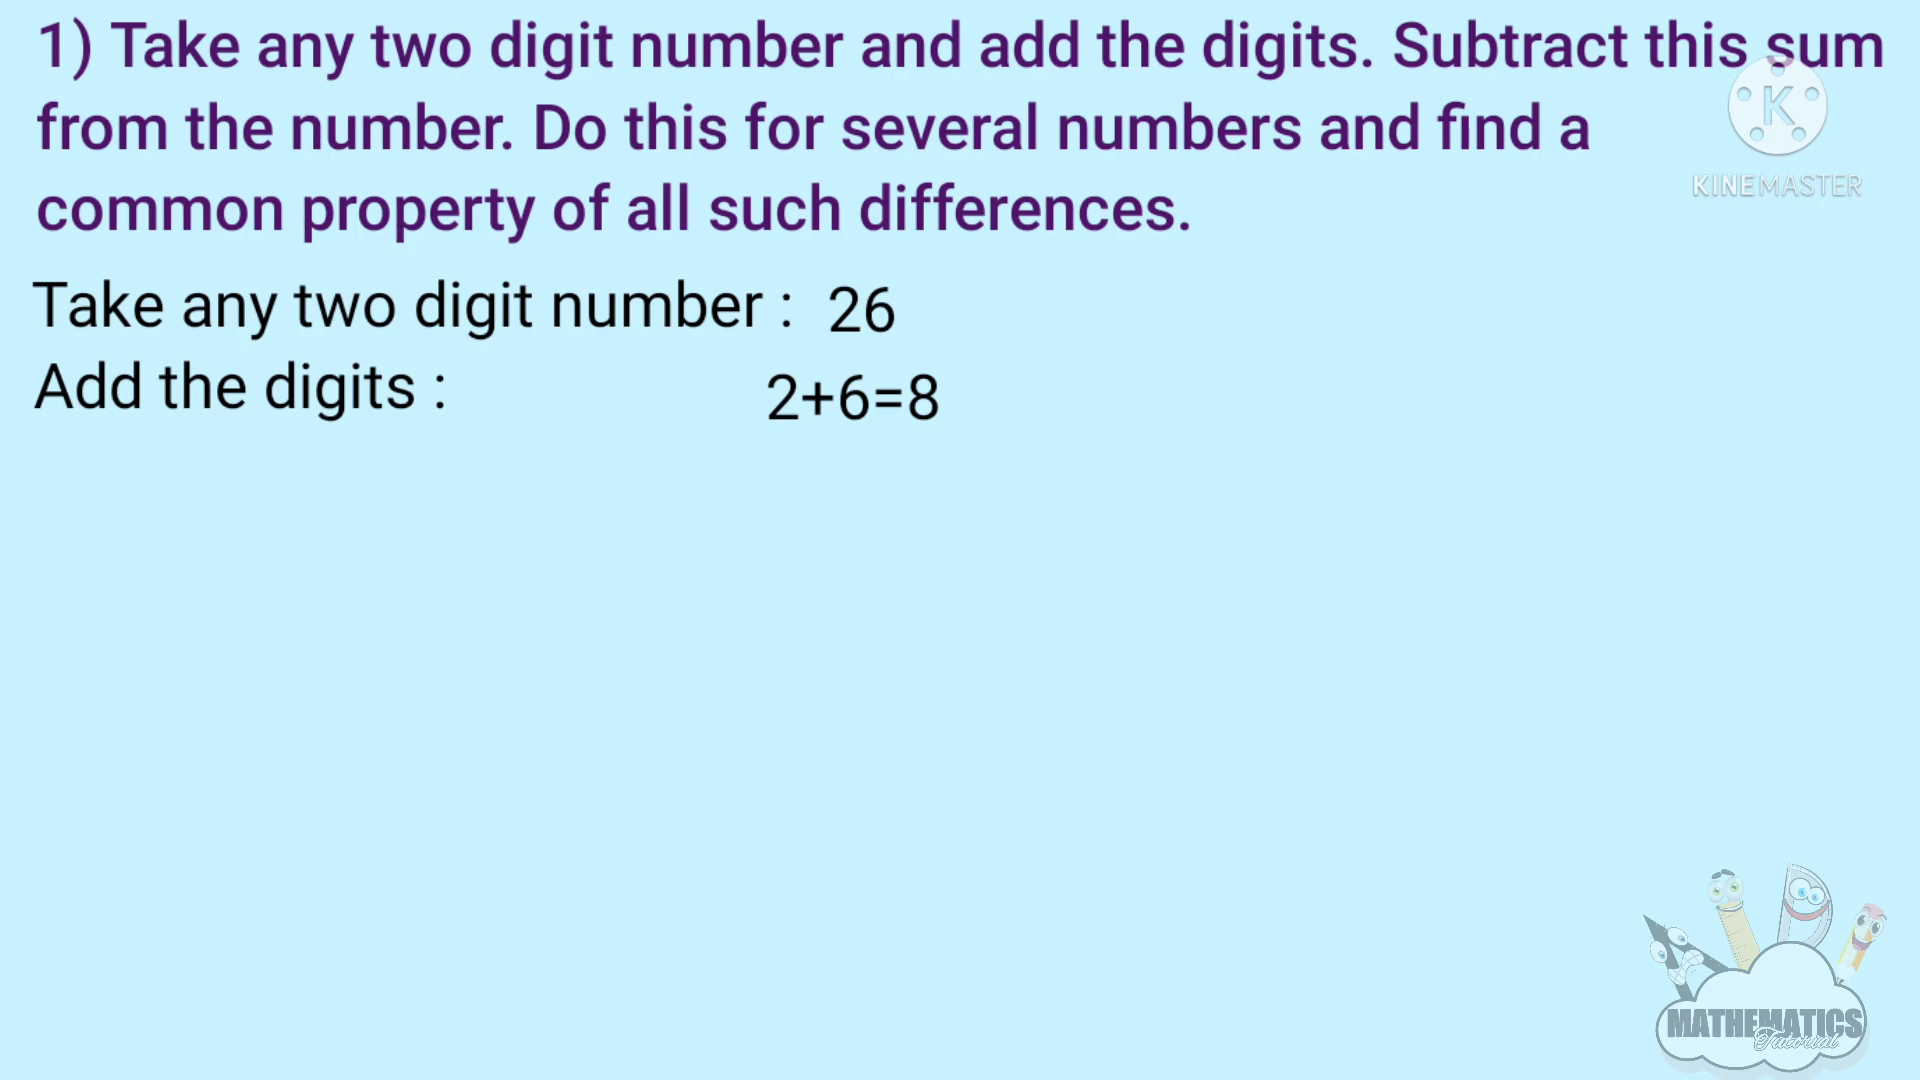 1) Take any two digit number and add the digits. Subtract this sum
from the number. Do this for several numbers and find a
common property of all such differences.
K
KINEMASTER
Take any two digit number : 26
Add the digits : 2+6=8
MATHEMATICS
Tutorial